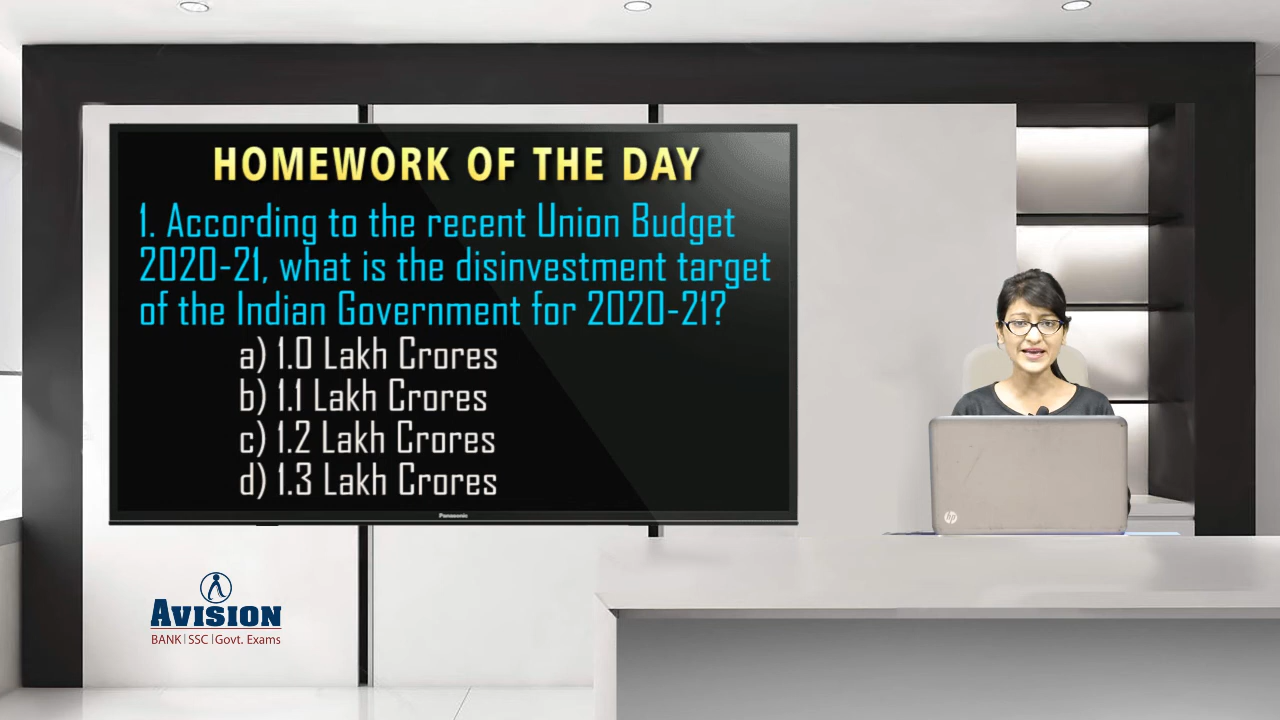 HOMEWORK OF THE DAY
1. According to the recent Union Budget
2020-21, what is the disinvestment target
of the Indian Government for 2020-21?
a) 1.0 Lakh Crores
b) 1.1 Lakh Crores
c) 1.2 Lakh Crores
d) 1.3 Lakh Crores
Panasonic
hp
AVISION
BANK | SSC | Govt. Exams